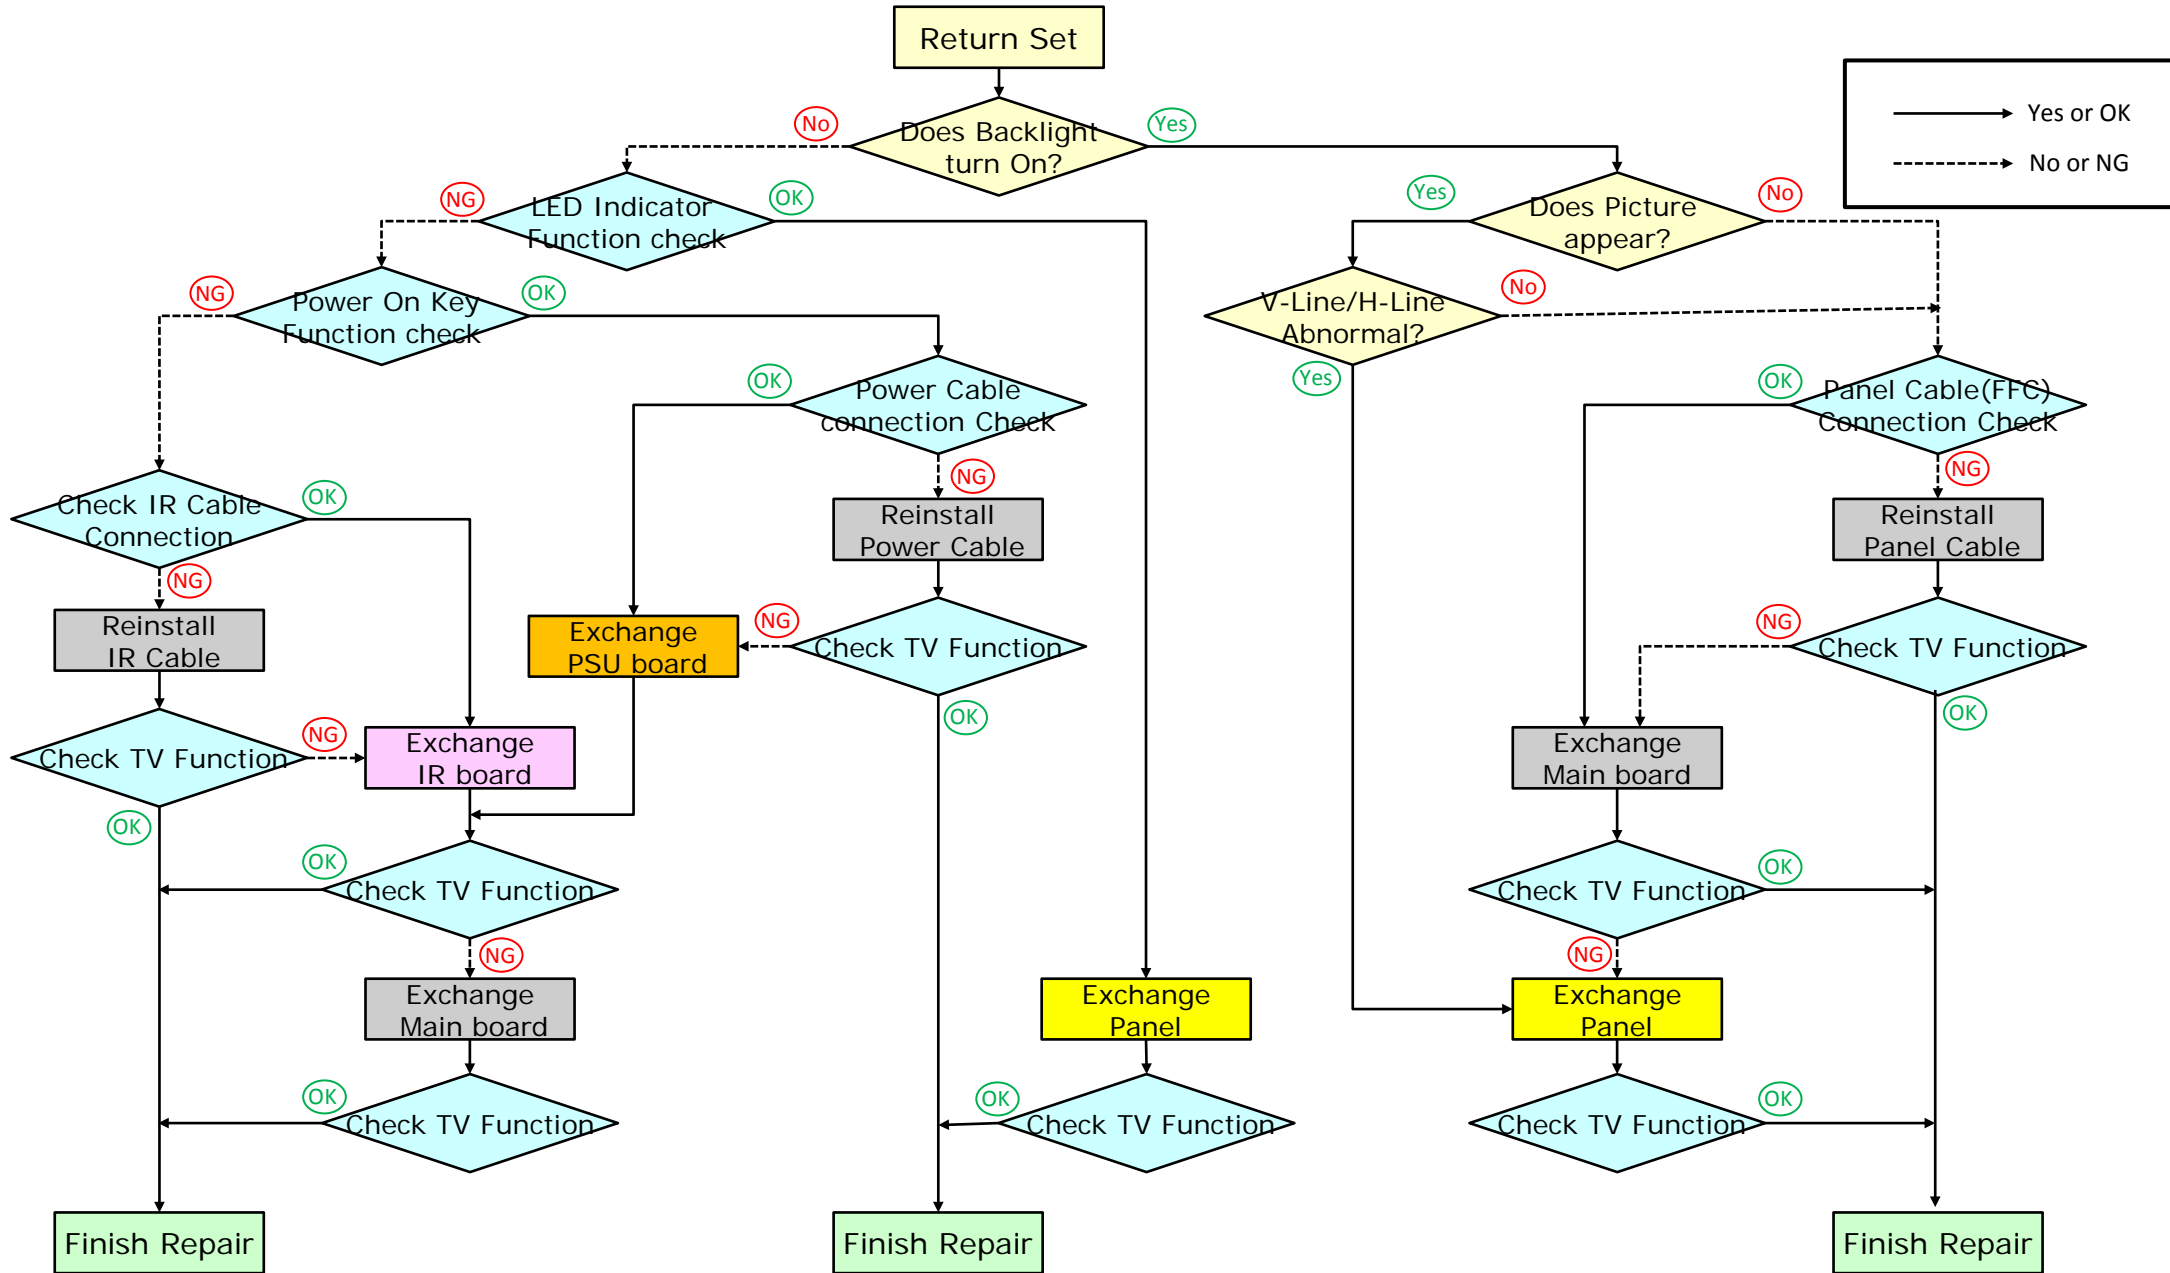 Return Set
Yes or OK
No or NG
No
Does Backlight
turn On?
Yes
NG
LED Indicator
Function check
OK
Yes
Does Picture
appear?
No
NG
Power On Key
Function check
OK
V-Line/H-Line
Abnormal?
No
Yes
OK
Power Cable
connection Check
NG
OK
Panel Cable(FFC)
Connection Check
NG
Check IR Cable
Connection
OK
NG
Reinstall
Power Cable
Reinstall
Panel Cable
Reinstall
IR Cable
Exchange
PSU board
NG
Check TV Function
OK
NG
Check TV Function
OK
Check TV Function
NG
OK
Exchange
IR board
Exchange
Main board
OK
Check TV Function
NG
Check TV Function
OK
NG
Exchange
Main board
Exchange
Panel
Exchange
Panel
OK
Check TV Function
OK
Check TV Function
Check TV Function
OK
Finish Repair
Finish Repair
Finish Repair